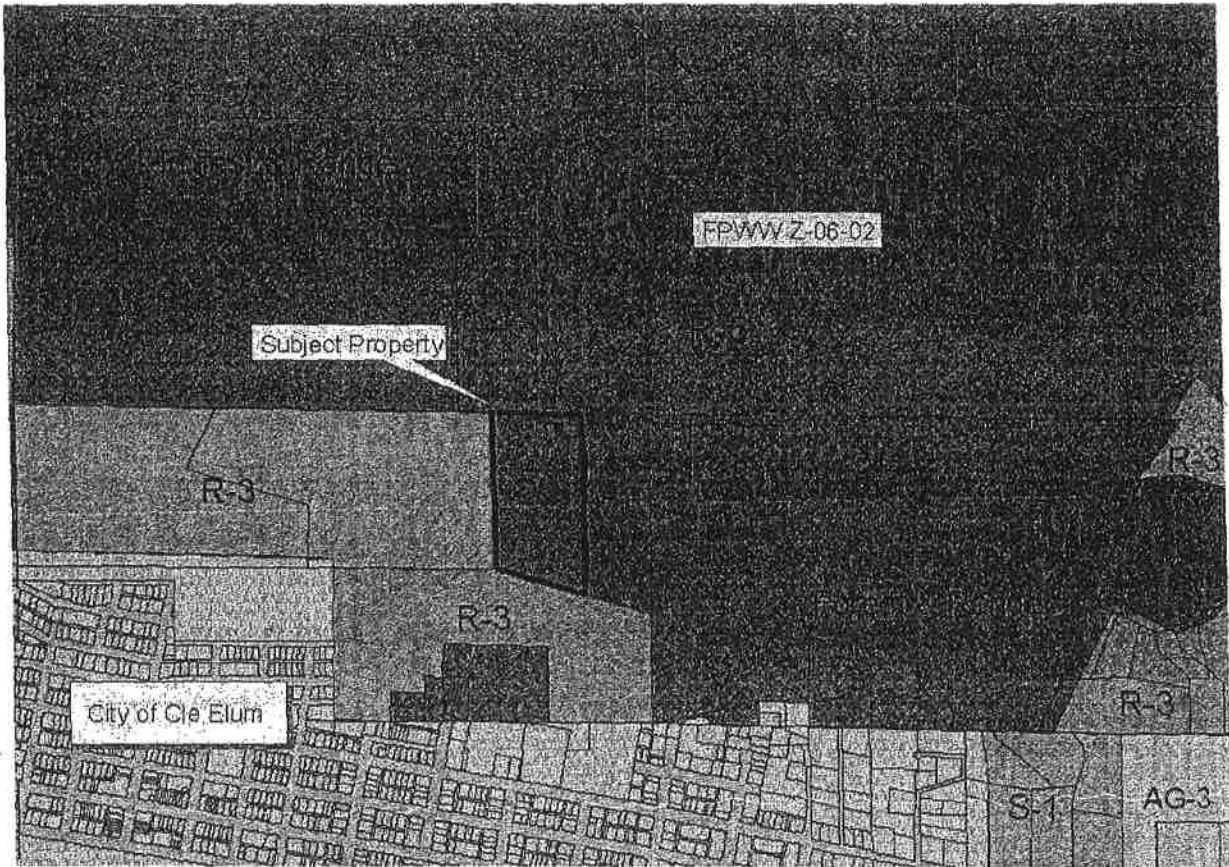 FPWW Z-06-02
Subject Property
R-3
R-3
R-3
City of Cle Elum
R-3
S-1
AG-3